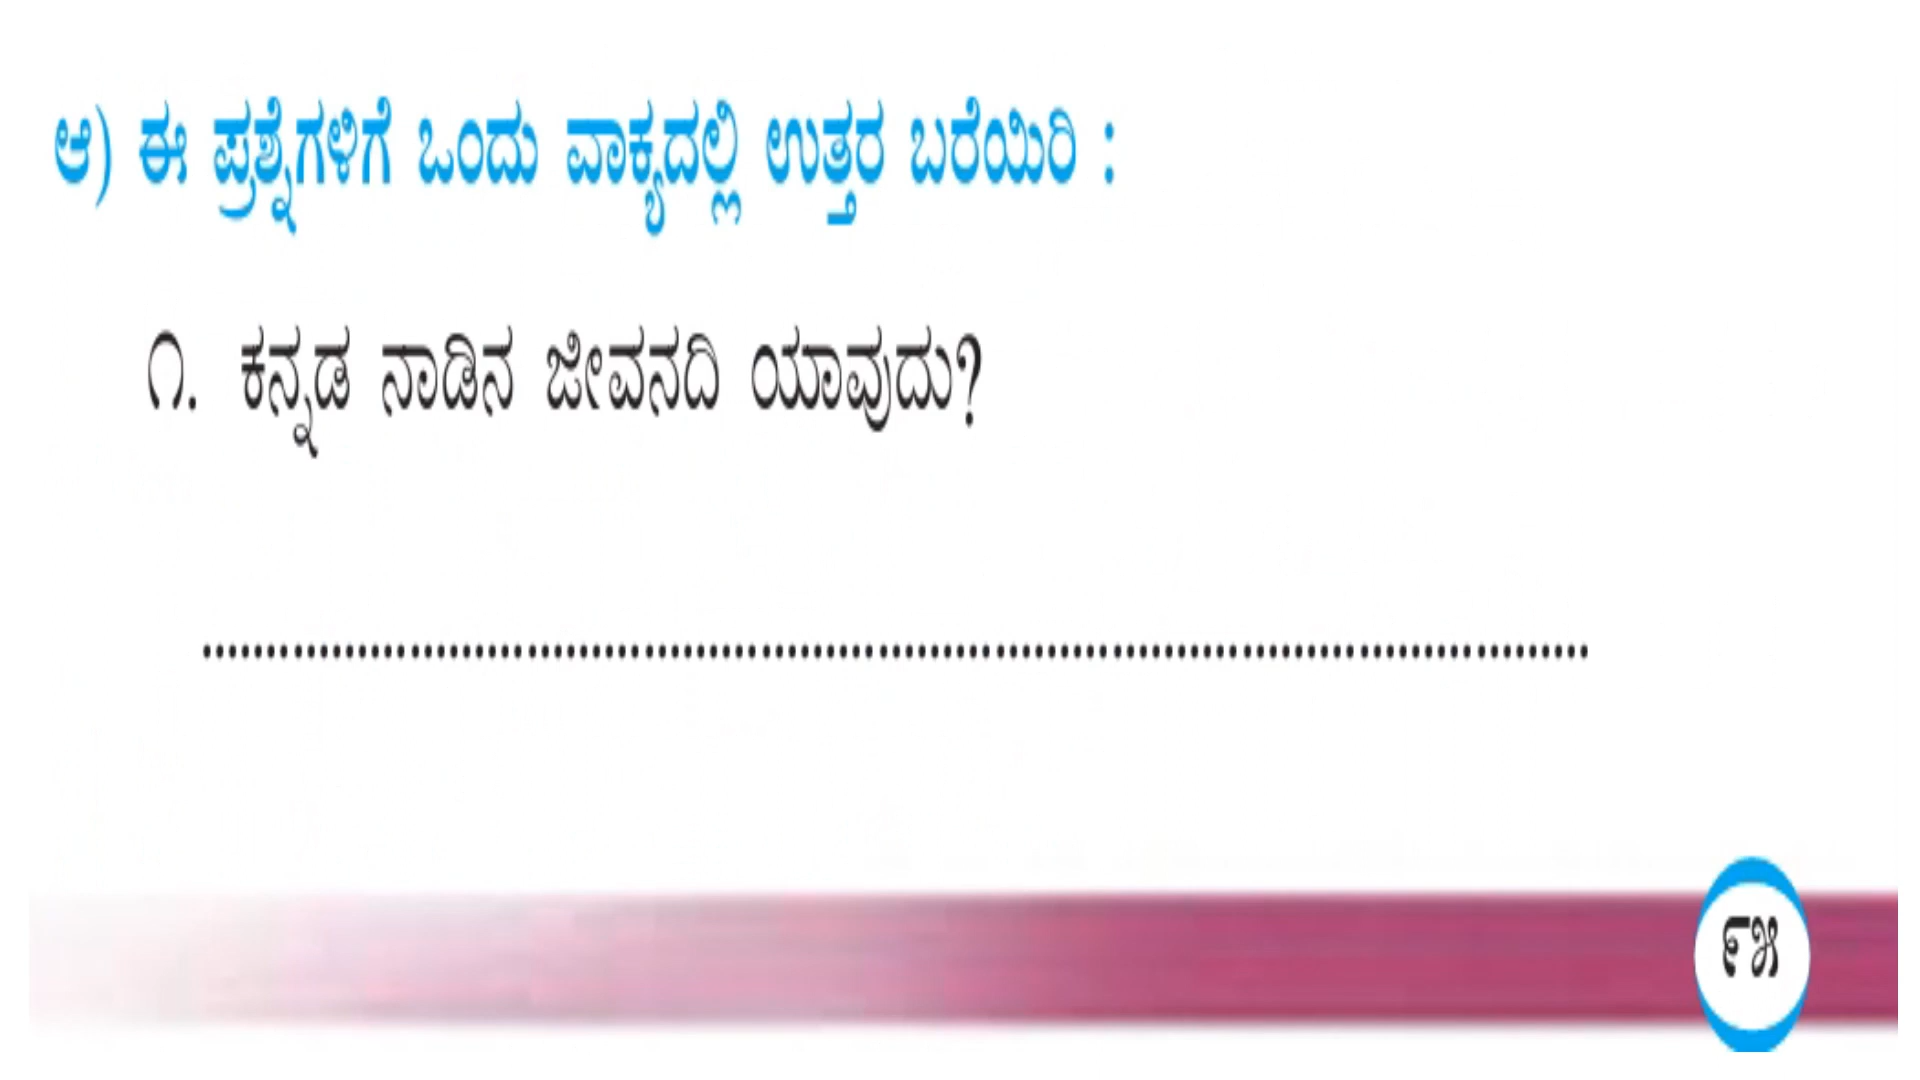 ಆ) ಈ ಪ್ರಶ್ನೆಗಳಿಗೆ ಒಂದು ವಾಕ್ಯದಲ್ಲಿ ಉತ್ತರ ಬರೆಯಿರಿ :
೧. ಕನ್ನಡ ನಾಡಿನ ಜೀವನದಿ ಯಾವುದು?
..........................................................................................................
೯೫